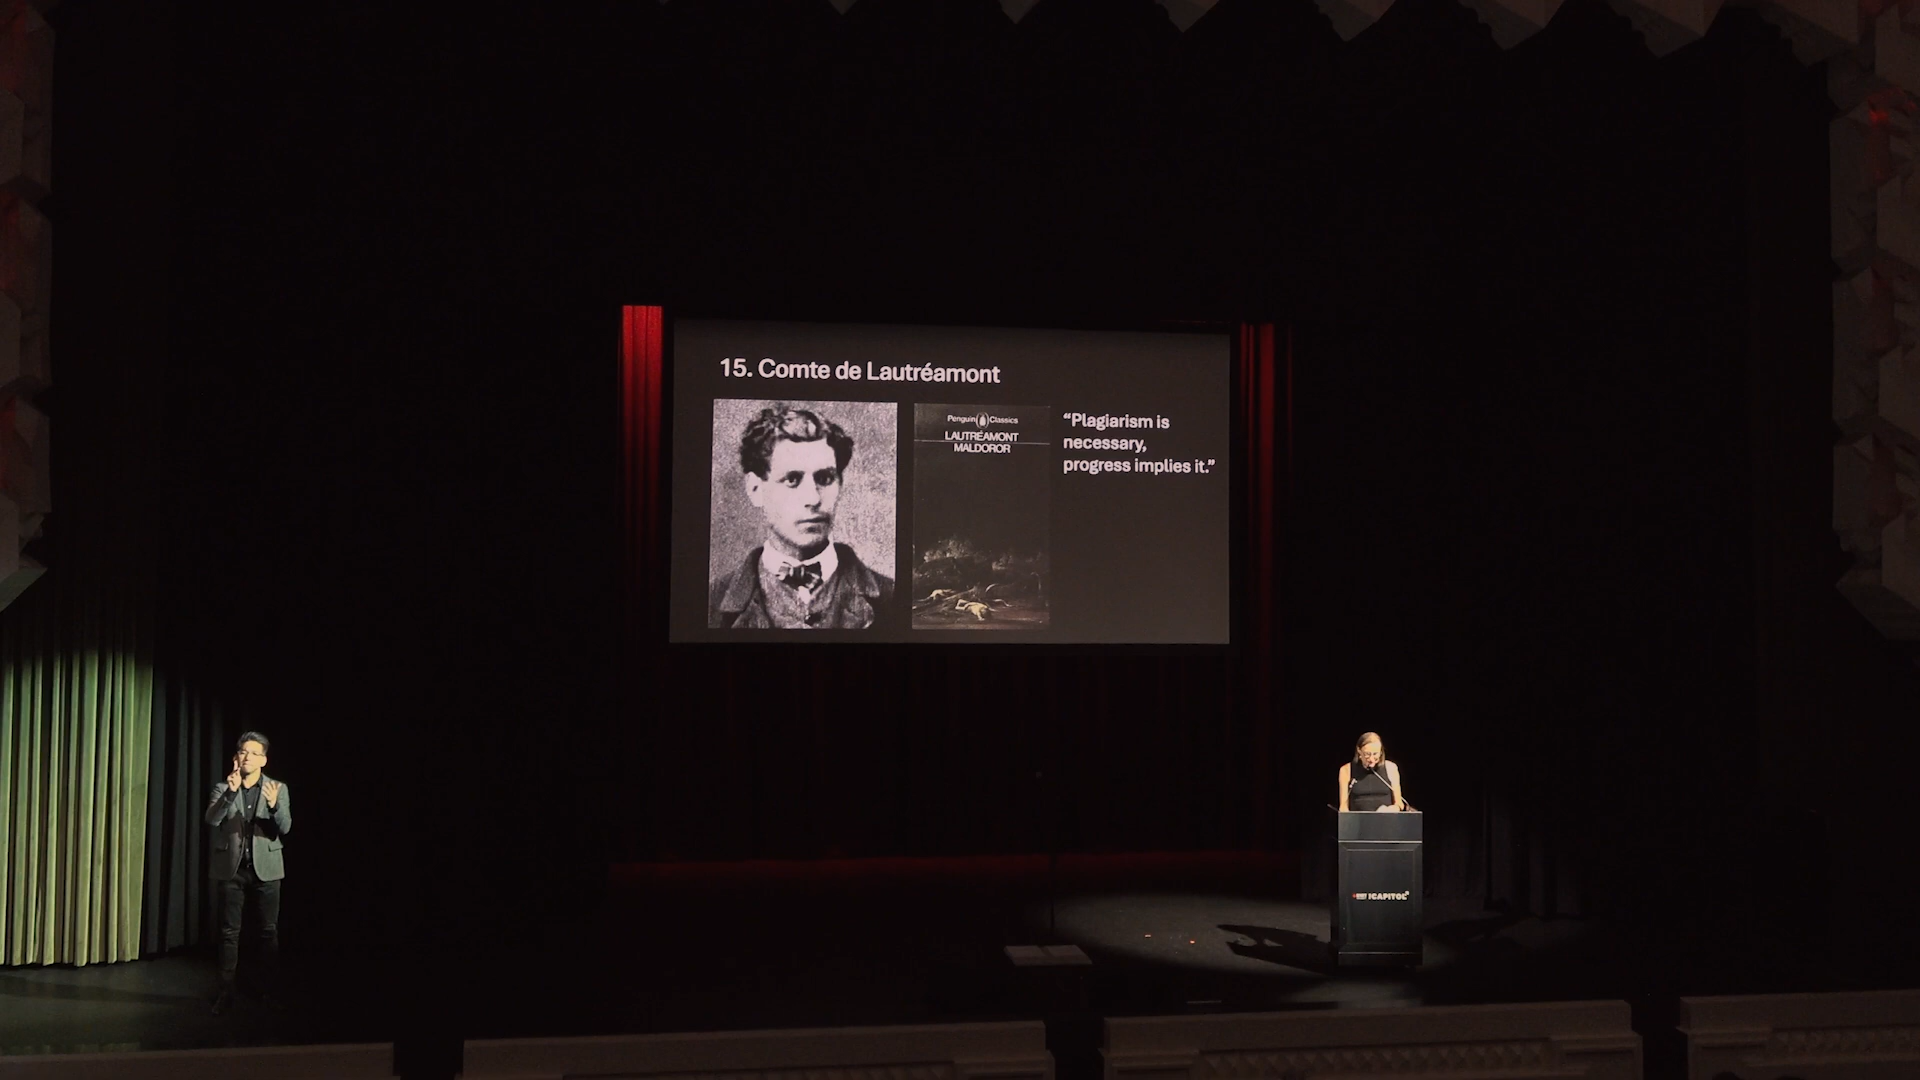 15. Comte de Lautréamont
Penguin Classics
LAUTRÉAMONT
MALDOROR
“Plagiarism is
necessary,
progress implies it.”
CAPITOL